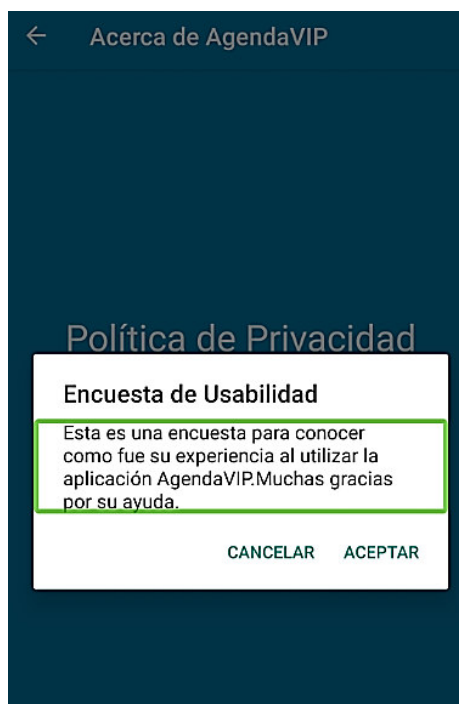 Acerca de AgendaVIP
Política de Privacidad
Encuesta de Usabilidad
Esta es una encuesta para conocer
como fue su experiencia al utilizar la
aplicación AgendaVIP.Muchas gracias
por su ayuda.
CANCELAR ACEPTAR